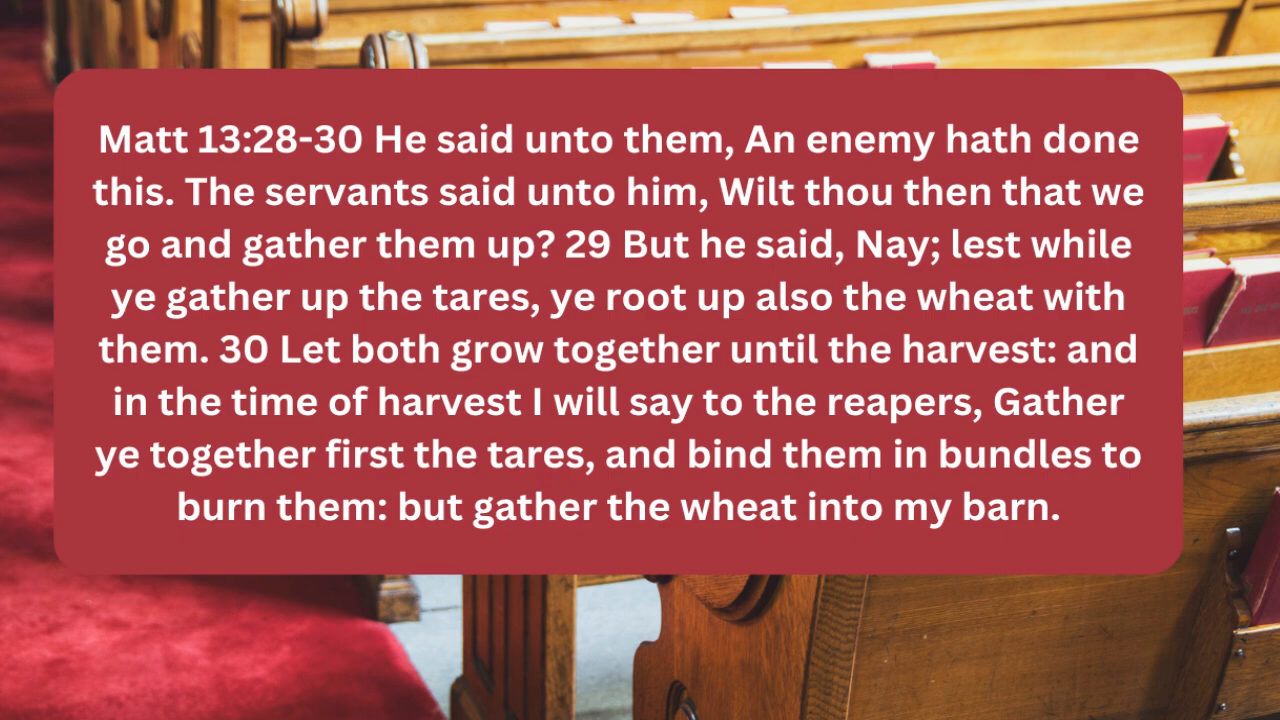 Matt 13:28-30 He said unto them, An enemy hath done
this. The servants said unto him, Wilt thou then that we
go and gather them up? 29 But he said, Nay; lest while
ye gather up the tares, ye root up also the wheat with
them. 30 Let both grow together until the harvest: and
in the time of harvest I will say to the reapers, Gather
ye together first the tares, and bind them in bundles to
burn them: but gather the wheat into my barn.